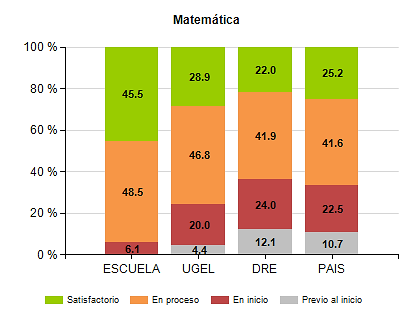 Matemática
100 %
80 %
60 %
40 %
20 %
0 %
45.5 28.9 22.0 25.2
48.5 46.8 41.9 41.6
6.1 20.0 24.0 22.5
4.4 12.1 10.7
ESCUELA UGEL DRE PAIS
Satisfactorio En proceso En inicio Previo al inicio